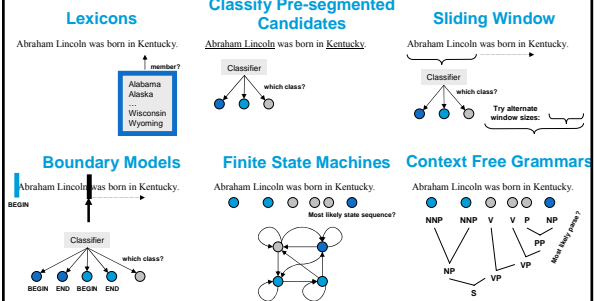 Lexicons
Abraham Lincoln was born in Kentucky.
member?
Alabama
Alaska
…
Wisconsin
Wyoming
Classify Pre-segmented
Candidates
Abraham Lincoln was born in Kentucky.
Classifier
which class?
Sliding Window
Abraham Lincoln was born in Kentucky.
Classifier
which class?
Try alternate
window sizes:
Boundary Models
Abraham Lincoln was born in Kentucky.
BEGIN
Classifier
which class?
BEGIN END BEGIN END
Finite State Machines
Abraham Lincoln was born in Kentucky.
Most likely state sequence?
Context Free Grammars
Abraham Lincoln was born in Kentucky.
NNP NNP V V P NP
Most likely parse?
PP
NP VP
VP
S